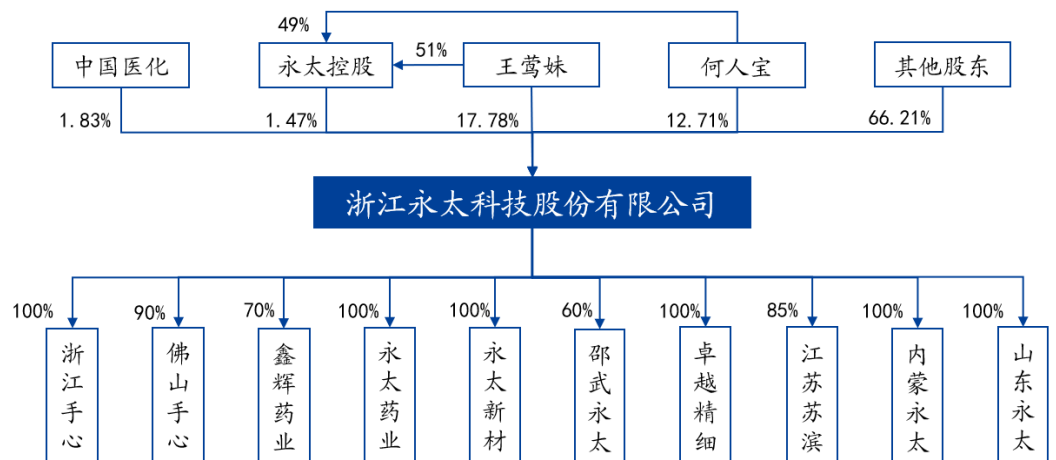 49%
中国医化
永太控股
51%
王莺妹
何人宝
其他股东
1.83%
1.47%
17.78%
12.71%
66.21%
浙江永太科技股份有限公司
100%
90%
70%
100%
100%
60%
100%
85%
100%
100%
浙江手心
佛山手心
鑫辉药业
永太药业
永太新材
邵武永太
卓越精细
江苏苏滨
内蒙永太
山东永太